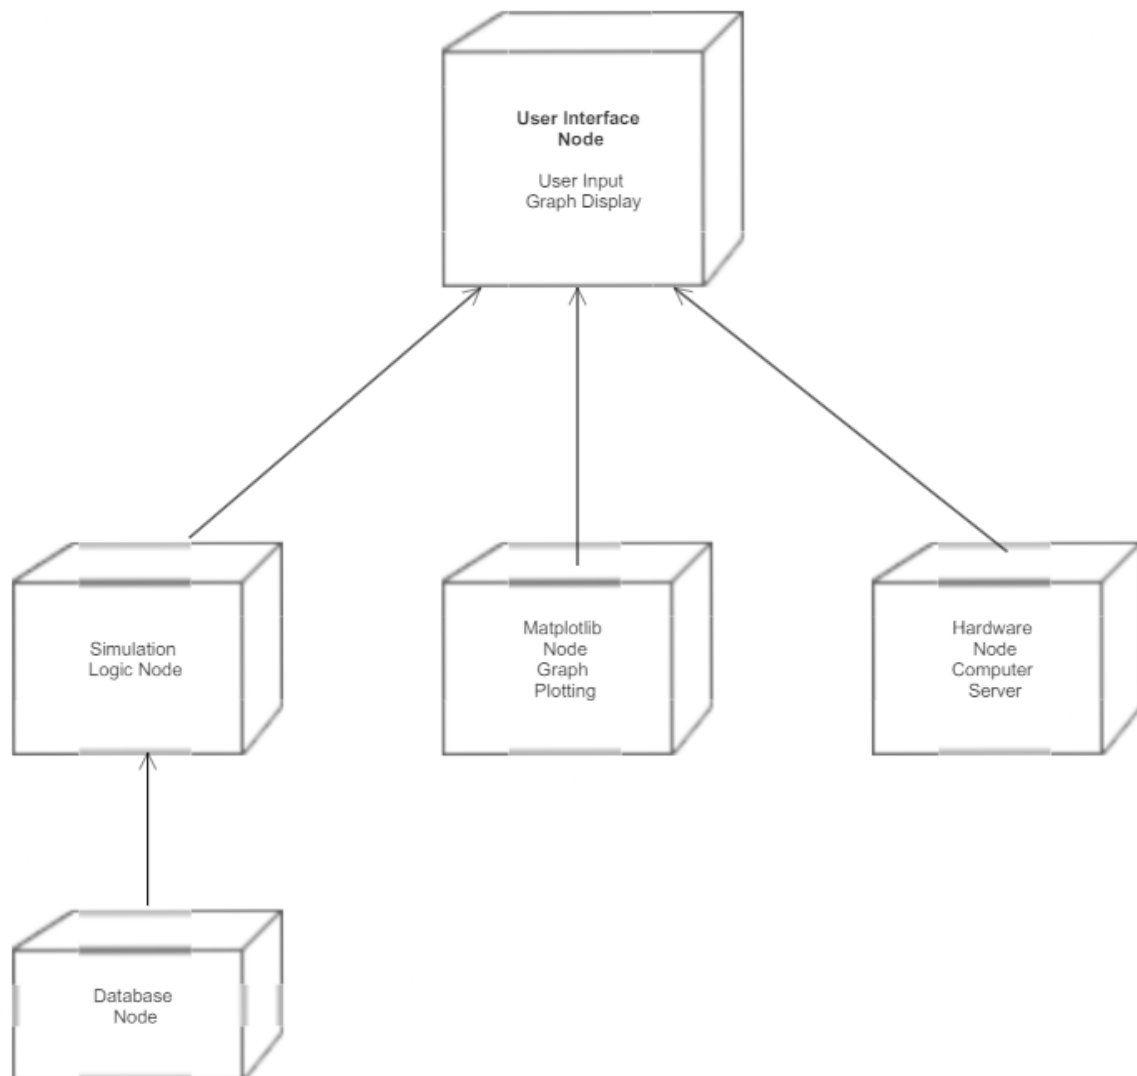 User Interface
Node
User Input
Graph Display
Simulation
Logic Node
Matplotlib
Node
Graph
Plotting
Hardware
Node
Computer
Server
Database
Node